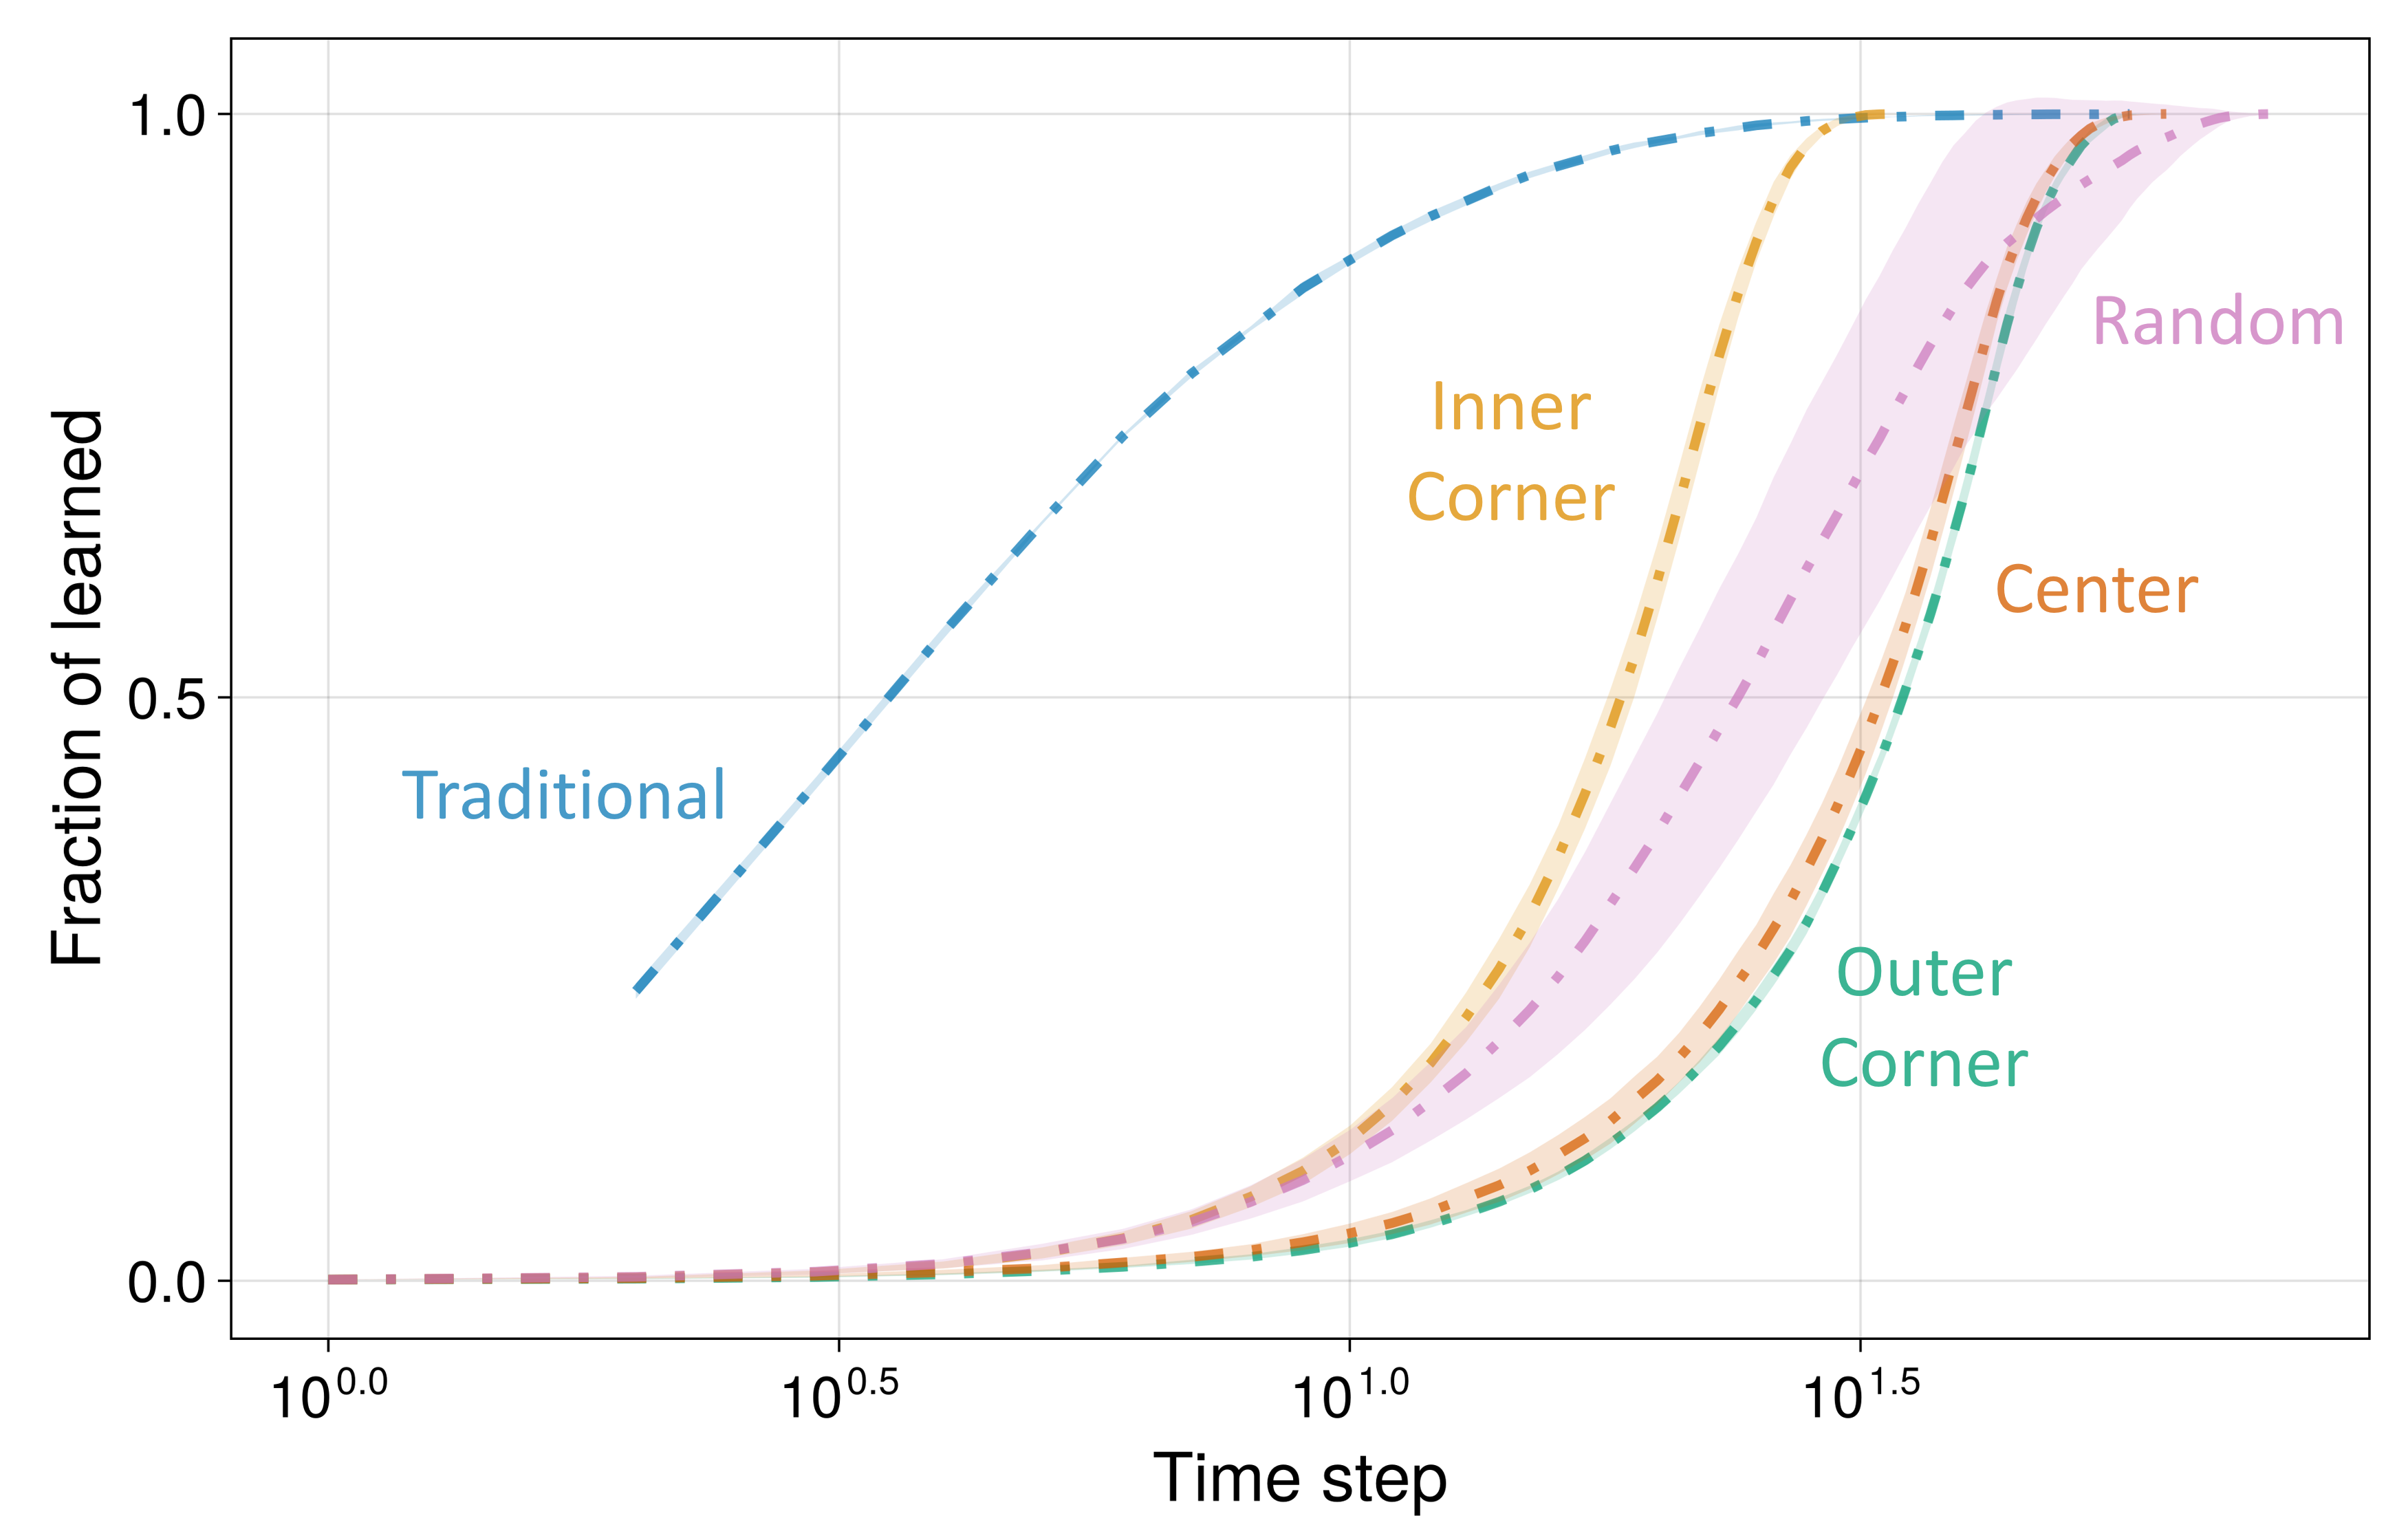 1.0
0.5
0.0
Fraction of learned
Traditional
Inner
Corner
Random
Center
Outer
Corner
10^0.0
10^0.5
10^1.0
10^1.5
Time step